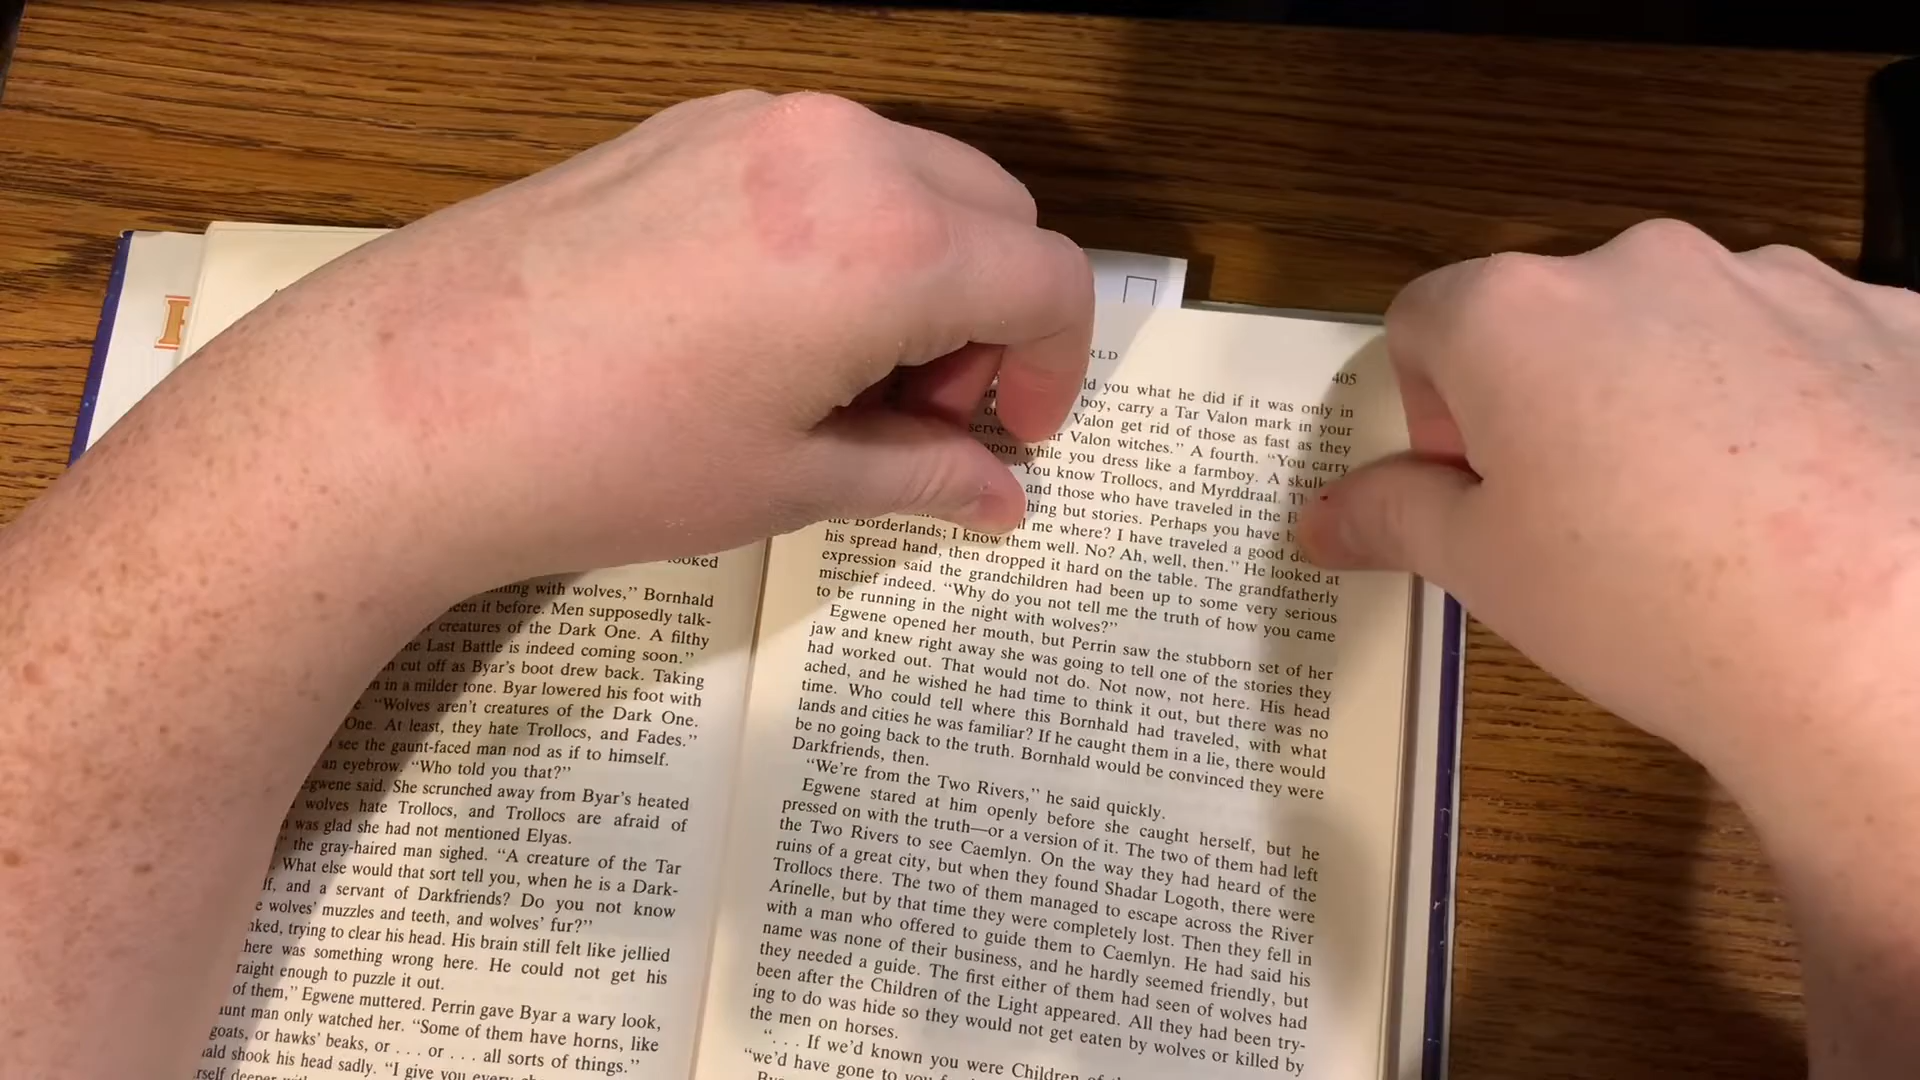 looked
with wolves,” Bornhald
it before. Men supposedly talk-
creatures of the Dark One. A filthy
Last Battle is indeed coming soon.”
cut off as Byar’s boot drew back. Taking
in a milder tone. Byar lowered his foot with
“Wolves aren’t creatures of the Dark One.
One. At least, they hate Trollocs, and Fades.”
see the gaunt-faced man nod as if to himself.
an eyebrow. “Who told you that?”
Egwene said. She scrunched away from Byar’s heated
wolves hate Trollocs, and Trollocs are afraid of
was glad she had not mentioned Elyas.
the gray-haired man sighed. “A creature of the Tar
What else would that sort tell you, when he is a Dark-
and a servant of Darkfriends? Do you not know
wolves’ muzzles and teeth, and wolves’ fur?”
trying to clear his head. His brain still felt like jellied
here was something wrong here. He could not get his
raight enough to puzzle it out.
of them,” Egwene muttered. Perrin gave Byar a wary look,
aunt man only watched her. “Some of them have horns, like
goats, or hawks’ beaks, or . . . or . . . all sorts of things.”
shook his head sadly. “I give you
deeper
RLD
405
ld you what he did if it was only in
boy, carry a Tar Valon mark in your
Valon get rid of those as fast as they
serve ar Valon witches.” A fourth. “You carry
while you dress like a farmboy. A skulk
“You know Trollocs, and Myrddraal.
and those who have traveled in the
hing but stories. Perhaps you have
me where? I have traveled a good
the Borderlands; I know them well. No? Ah, well, then.” He looked at
his spread hand, then dropped it hard on the table. The grandfatherly
expression said the grandchildren had been up to some very serious
mischief indeed. “Why do you not tell me the truth of how you came
to be running in the night with wolves?”
Egwene opened her mouth, but Perrin saw the stubborn set of her
jaw and knew right away she was going to tell one of the stories they
had worked out. That would not do. Not now, not here. His head
ached, and he wished he had time to think it out, but there was no
time. Who could tell where this Bornhald had traveled, with what
lands and cities he was familiar? If he caught them in a lie, there would
be no going back to the truth. Bornhald would be convinced they were
Darkfriends, then.
“We’re from the Two Rivers,” he said quickly.
Egwene stared at him openly before she caught herself, but he
pressed on with the truth—or a version of it. The two of them had left
the Two Rivers to see Caemlyn. On the way they had heard of the
ruins of a great city, but when they found Shadar Logoth, there were
Trollocs there. The two of them managed to escape across the River
Arinelle, but by that time they were completely lost. Then they fell in
with a man who offered to guide them to Caemlyn. He had said his
name was none of their business, and he hardly seemed friendly, but
they needed a guide. The first either of them had seen of wolves had
been after the Children of the Light appeared. All they had been try-
ing to do was hide so they would not get eaten by wolves or killed by
the men on horses.
“. . . If we’d known you were Children
“we’d have gone to you